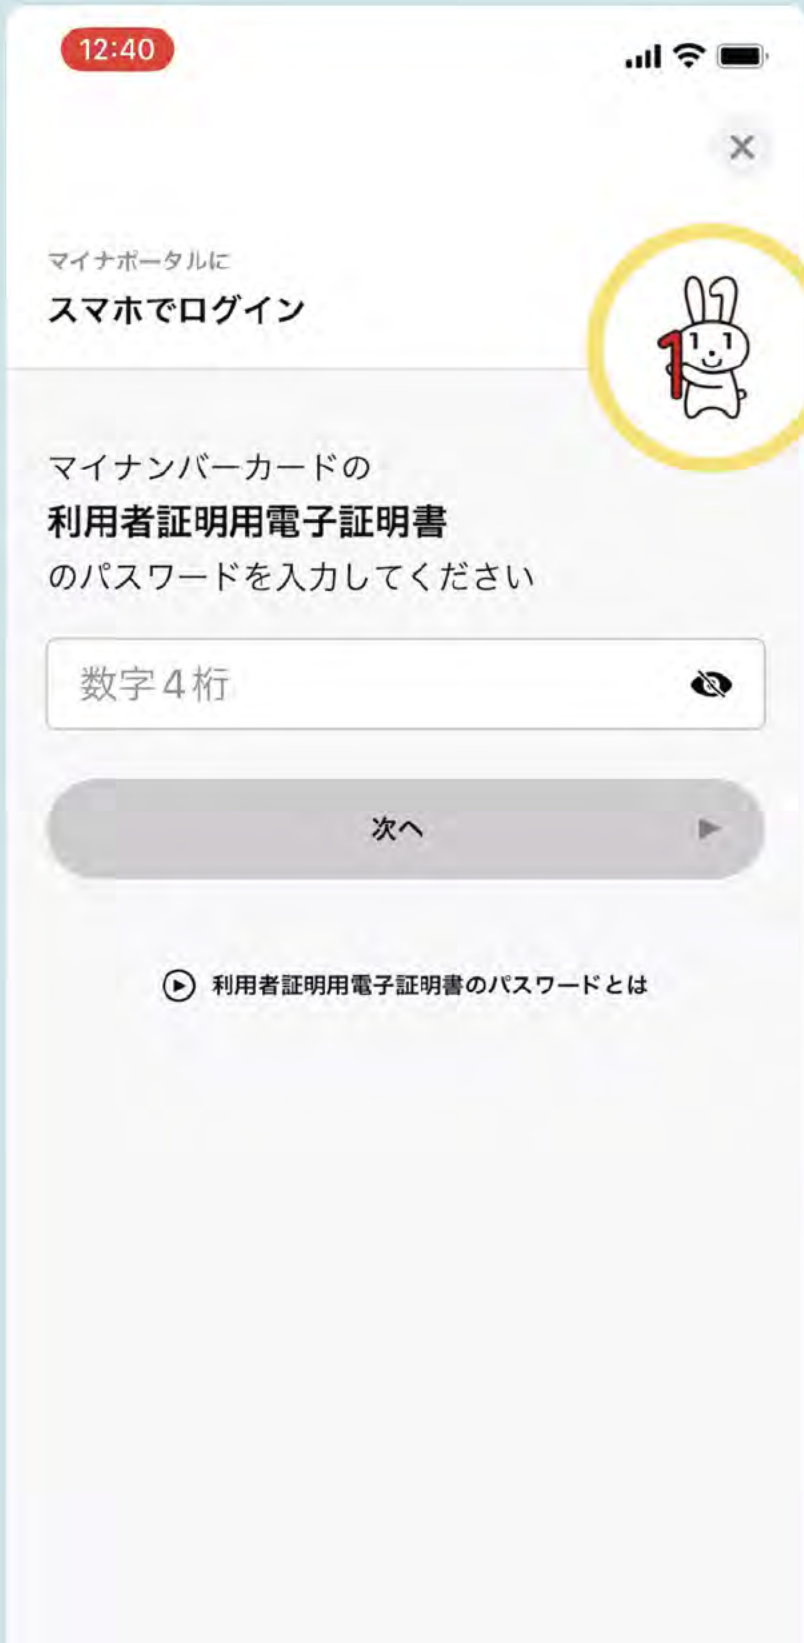 12:40
マイナポータルに
スマホでログイン
マイナンバーカードの
利用者証明用電子証明書
のパスワードを入力してください
数字4桁
次へ
利用者証明用電子証明書のパスワードとは